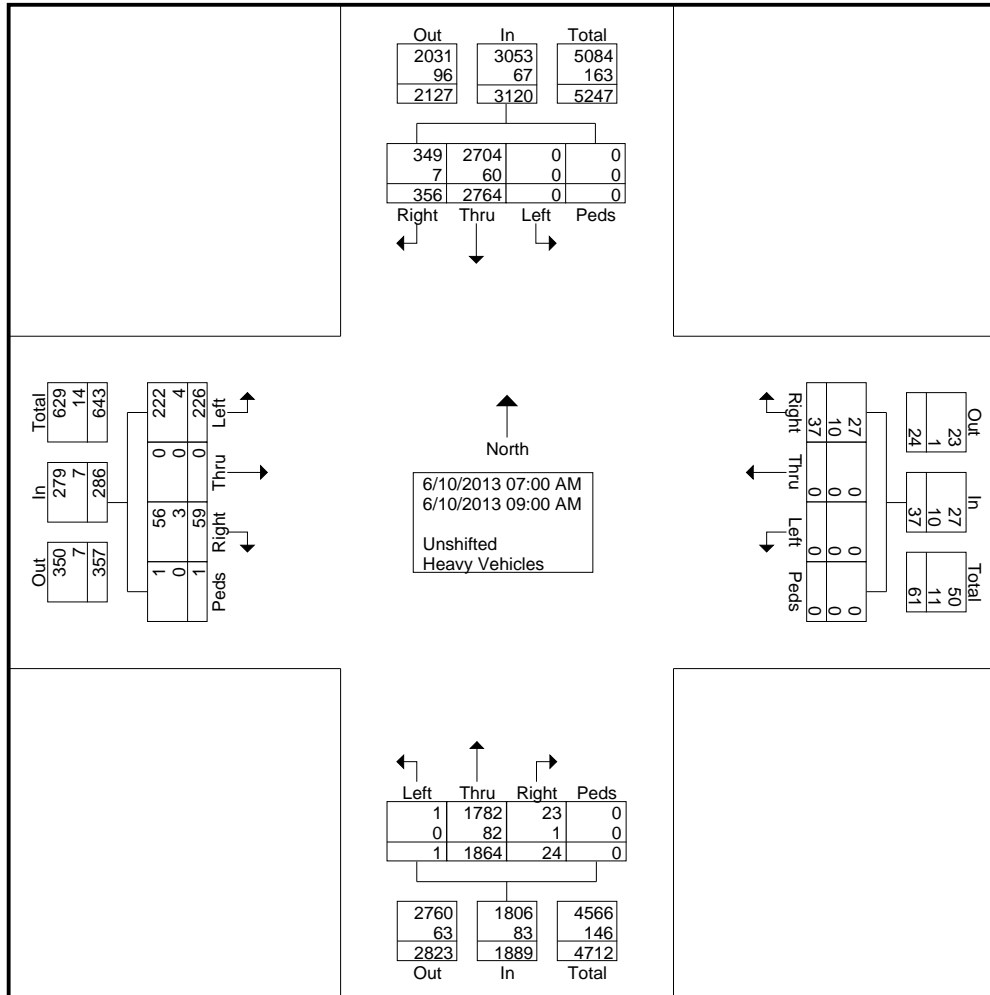 Out In Total
2031 3053 5084
96 67 163
2127 3120 5247
349 2704 0 0
7 60 0 0
356 2764 0 0
Right Thru Left Peds
Total
629
14
643
In
279
7
286
Out
350
7
357
222 0 56 1
4 0 3 0
226 0 59 1
Left Thru Right Peds
North
6/10/2013 07:00 AM
6/10/2013 09:00 AM
Unshifted
Heavy Vehicles
Right Thru Left Peds
27 0 0 0
10 0 0 0
37 0 0 0
Out In Total
23 27 50
1 10 11
24 37 61
Left Thru Right Peds
1 1782 23 0
0 82 1 0
1 1864 24 0
2760 1806 4566
63 83 146
2823 1889 4712
Out In Total